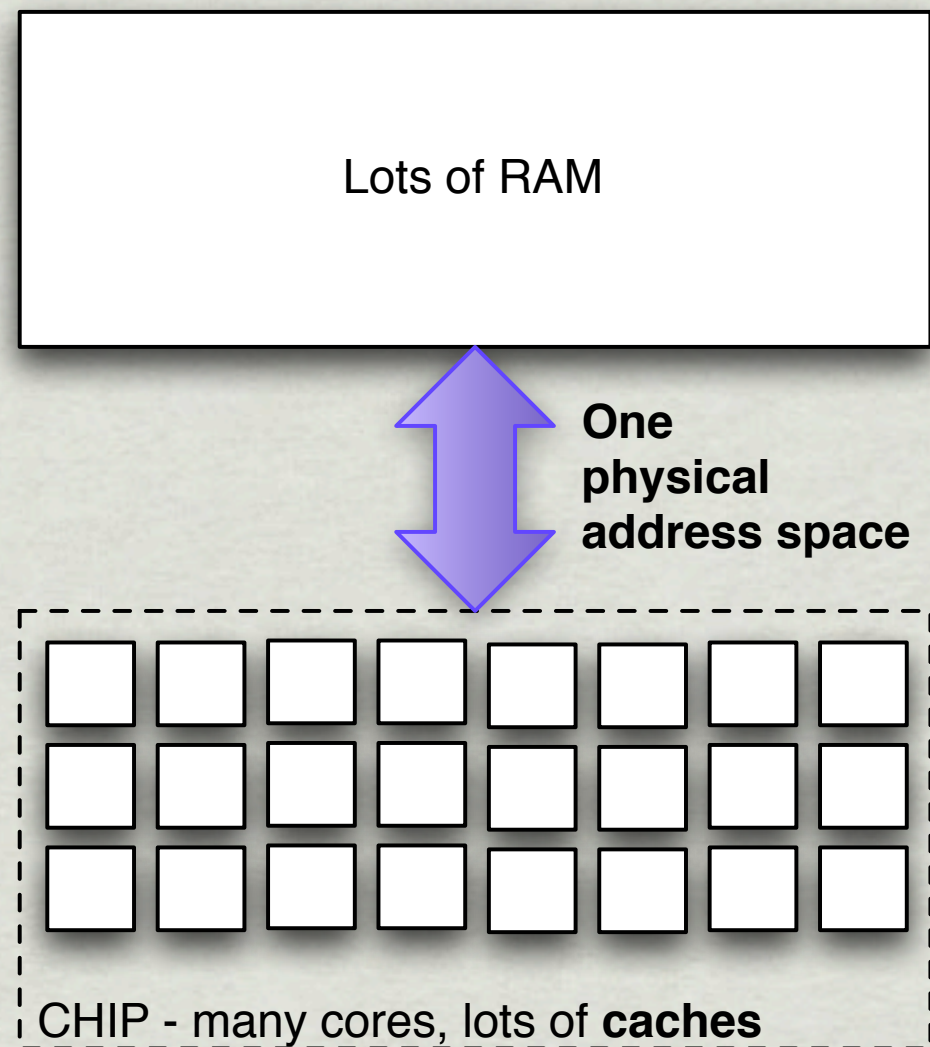 Lots of RAM
One
physical
address space
CHIP - many cores, lots of caches